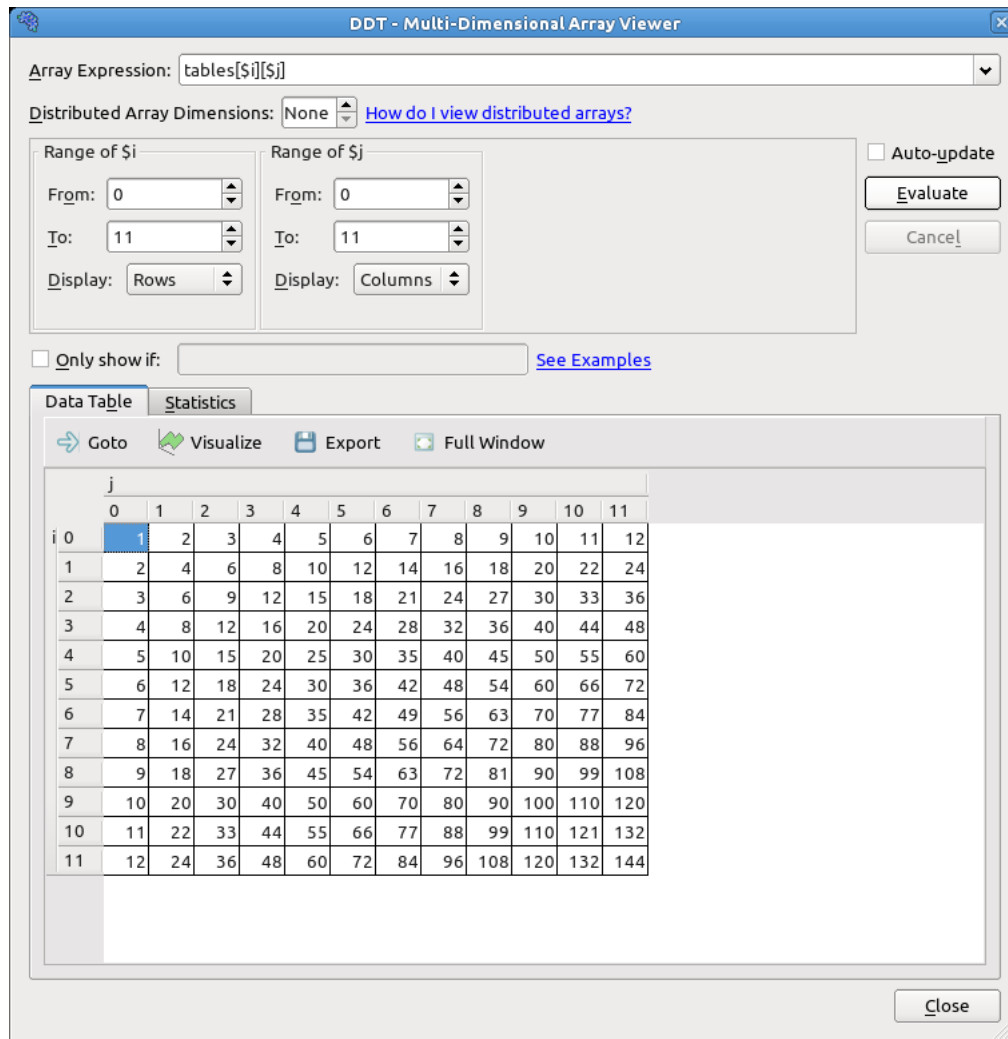 DDT - Multi-Dimensional Array Viewer
Array Expression: tables[$i][$j]
Distributed Array Dimensions: None How do I view distributed arrays?
Range of $i Range of $j Auto-update
From: 0 From: 0 Evaluate
To: 11 To: 11 Cancel
Display: Rows Display: Columns
Only show if: See Examples
Data Table Statistics
Goto Visualize Export Full Window
j
0 1 2 3 4 5 6 7 8 9 10 11
i 0 1 2 3 4 5 6 7 8 9 10 11 12
1 2 4 6 8 10 12 14 16 18 20 22 24
2 3 6 9 12 15 18 21 24 27 30 33 36
3 4 8 12 16 20 24 28 32 36 40 44 48
4 5 10 15 20 25 30 35 40 45 50 55 60
5 6 12 18 24 30 36 42 48 54 60 66 72
6 7 14 21 28 35 42 49 56 63 70 77 84
7 8 16 24 32 40 48 56 64 72 80 88 96
8 9 18 27 36 45 54 63 72 81 90 99 108
9 10 20 30 40 50 60 70 80 90 100 110 120
10 11 22 33 44 55 66 77 88 99 110 121 132
11 12 24 36 48 60 72 84 96 108 120 132 144
Close